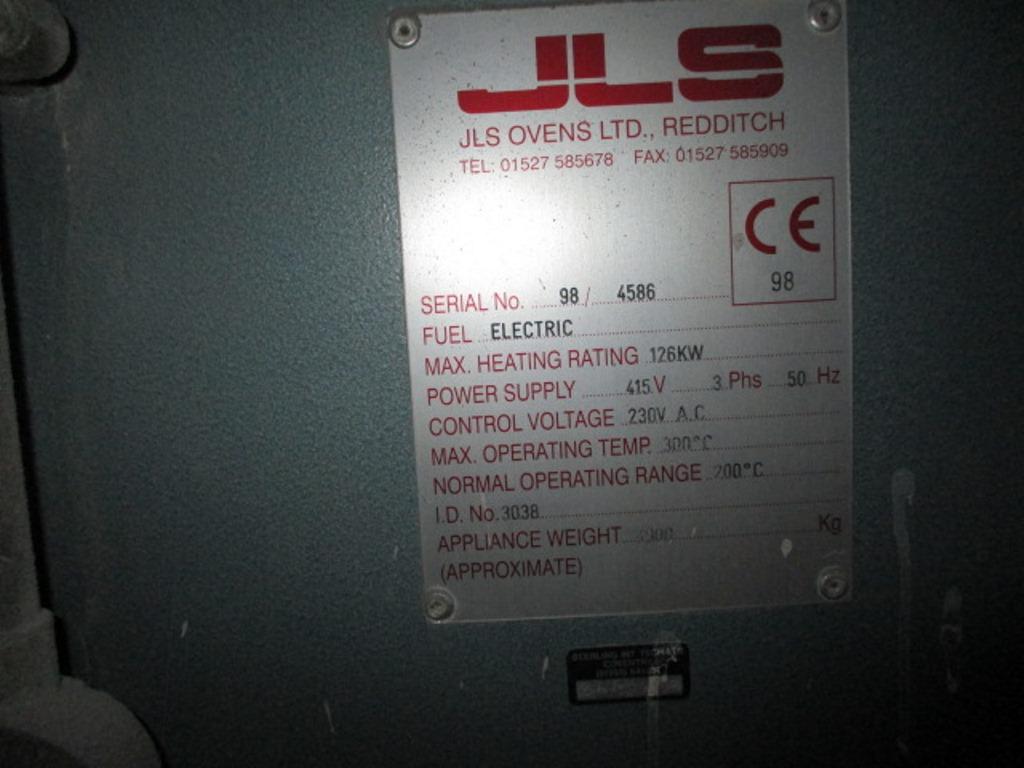 JLS
JLS OVENS LTD., REDDITCH
TEL: 01527 585678 FAX: 01527 585909
CE
98
SERIAL No. 98 / 4586
FUEL ELECTRIC
MAX. HEATING RATING 126KW
POWER SUPPLY 415 V 3 Phs 50 Hz
CONTROL VOLTAGE 230V A.C
MAX. OPERATING TEMP. 300°C
NORMAL OPERATING RANGE 200°C
I.D. No. 3038
APPLIANCE WEIGHT Kg
(APPROXIMATE)